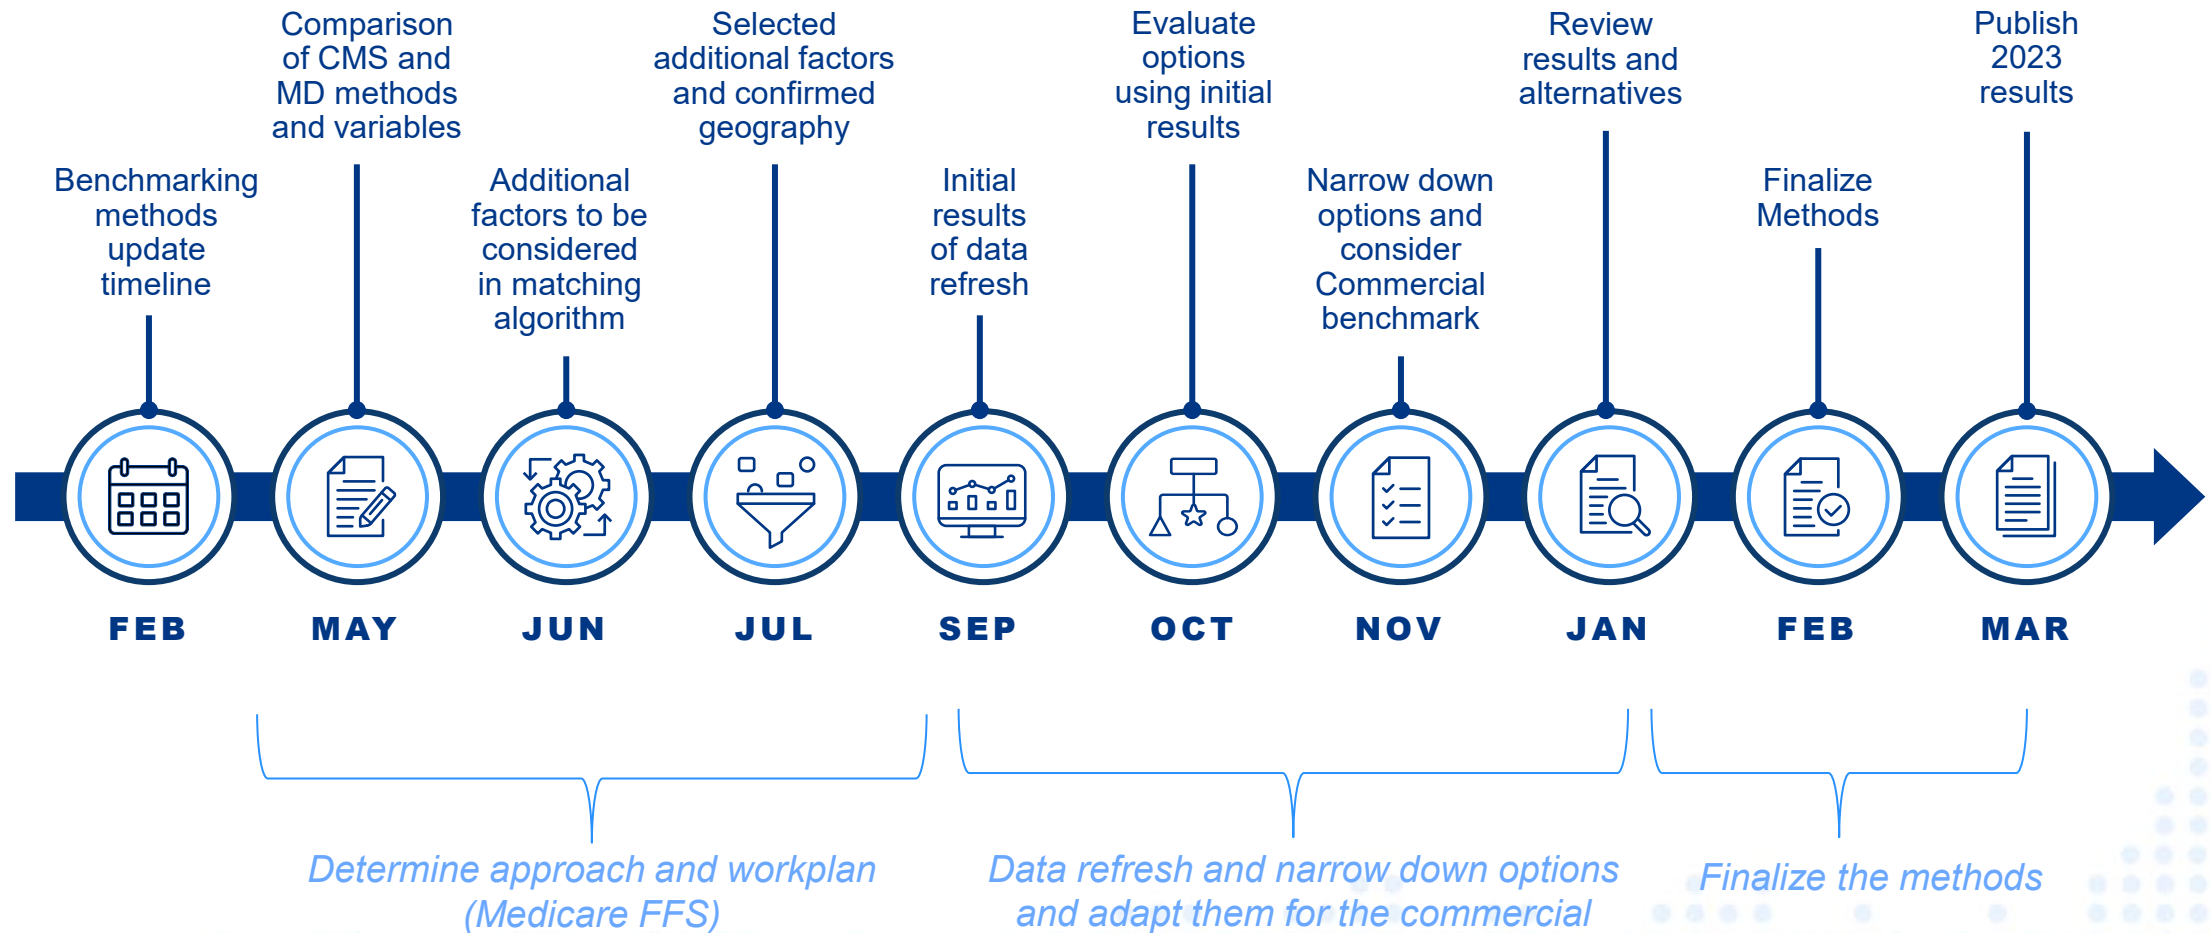 Benchmarking
methods
update
timeline
Comparison
of CMS and
MD methods
and variables
Additional
factors to be
considered
in matching
algorithm
Selected
additional factors
and confirmed
geography
Initial
results
of data
refresh
Evaluate
options
using initial
results
Narrow down
options and
consider
Commercial
benchmark
Review
results and
alternatives
Finalize
Methods
Publish
2023
results
FEB
MAY
JUN
JUL
SEP
OCT
NOV
JAN
FEB
MAR
Determine approach and workplan
(Medicare FFS)
Data refresh and narrow down options
and adapt them for the commercial
Finalize the methods